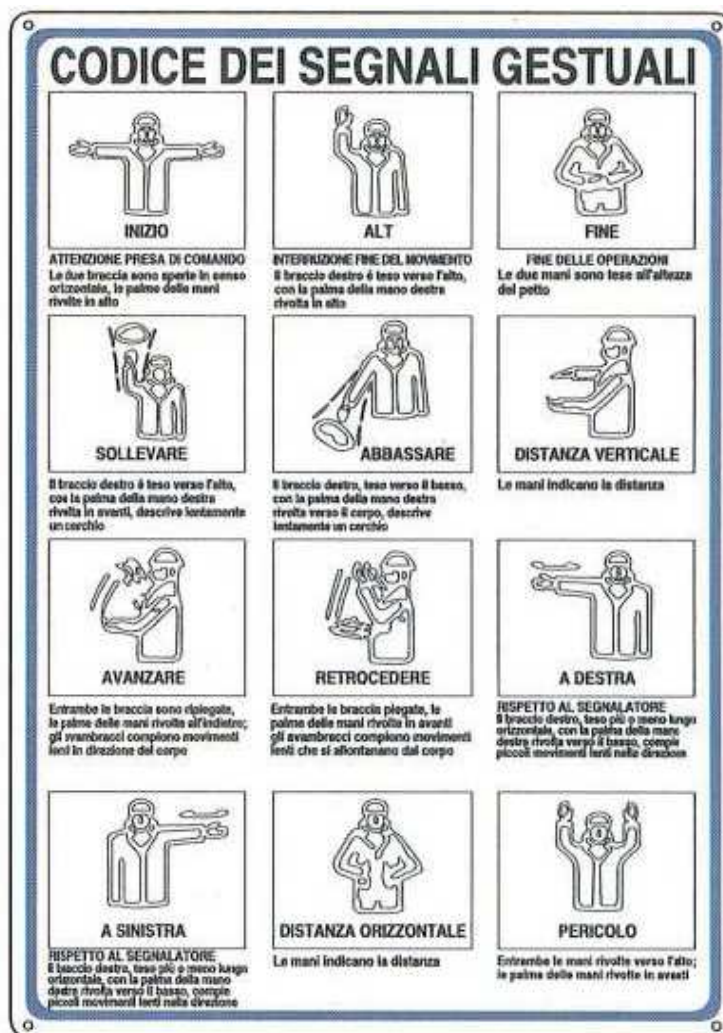 CODICE DEI SEGNALI GESTUALI
INIZIO
ATTENZIONE PRESA DI COMANDO
Le due braccia sono sperte in senso
orizzontale, le palme delle mani
rivolte in alto
ALT
INTERRUZIONE FINE DEL MOVIMENTO
Il braccio destro é teso verso l'alto,
con la palma della mano destra
rivolta in alto
FINE
FINE DELLE OPERAZIONI
Le due mani sono tese all'alteaza
del petto
SOLLEVARE
Il braccio destro é teso verso l'alto,
con la palma della mano destra
rivolta in avanti, descrive lentamente
un cerchio
ABBASSARE
Il braccio destro, teso verso il basso,
con la palma della mano destra
rivolta verso il corpo, descrive
lentamente un cerchio
DISTANZA VERTICALE
Le mani indicano la distanza
AVANZARE
Entrambe le braccia sono ripiegate,
le palme delle mani rivolte all'indietro;
gli avambracci compiono movimenti
lenti in direzione del corpo
RETROCEDERE
Entrambe le braccia piegate, le
palme delle mani rivolte in avanti
gli avambracci compiono movimenti
lenti che si allontanano dal corpo
A DESTRA
RISPETTO AL SEGNALATORE
Il braccio destro, teso più o meno lungo
orizzontale, con la palma della mano
destra rivolta verso il basso, compie
piccoli movimenti lenti nella direzione
A SINISTRA
RISPETTO AL SEGNALATORE
Il braccio destro, teso più o meno lungo
orizzontale, con la palma della mano
destra rivolta verso il basso, compie
piccoli movimenti lenti nella direzione
DISTANZA ORIZZONTALE
Le mani indicano la distanza
PERICOLO
Entrambe le mani rivolte verso l'alto;
le palme delle mani rivolte in avanti